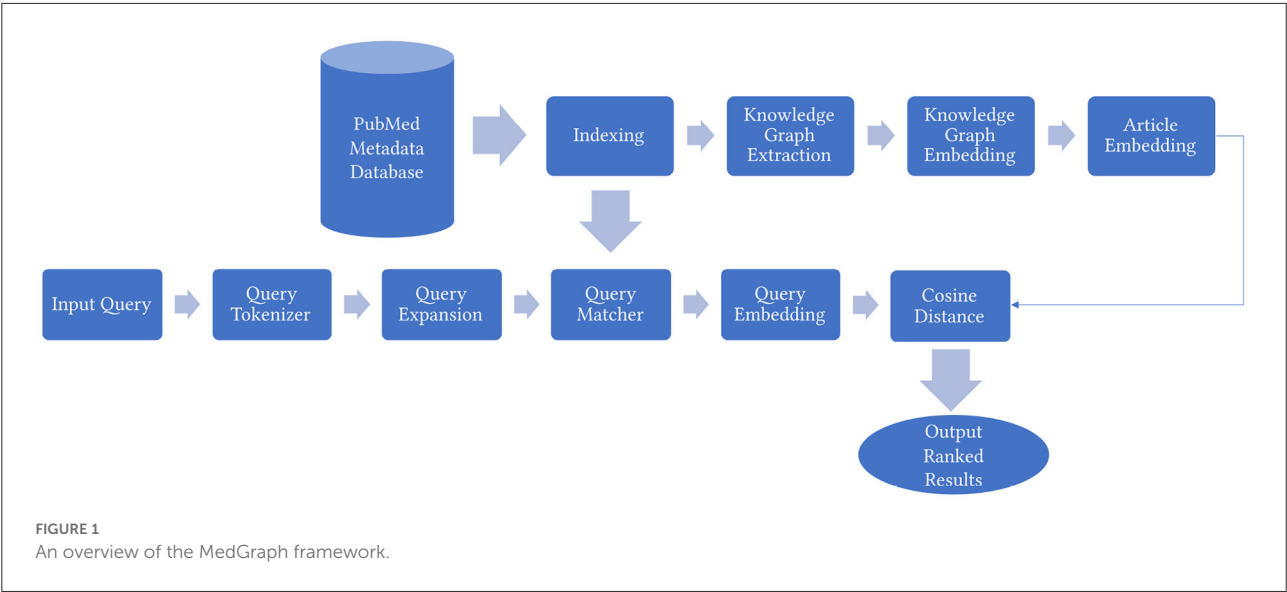 PubMed
Metadata
Database
Indexing
Knowledge
Graph
Extraction
Knowledge
Graph
Embedding
Article
Embedding
Input Query
Query
Tokenizer
Query
Expansion
Query
Matcher
Query
Embedding
Cosine
Distance
Output
Ranked
Results
FIGURE 1
An overview of the MedGraph framework.